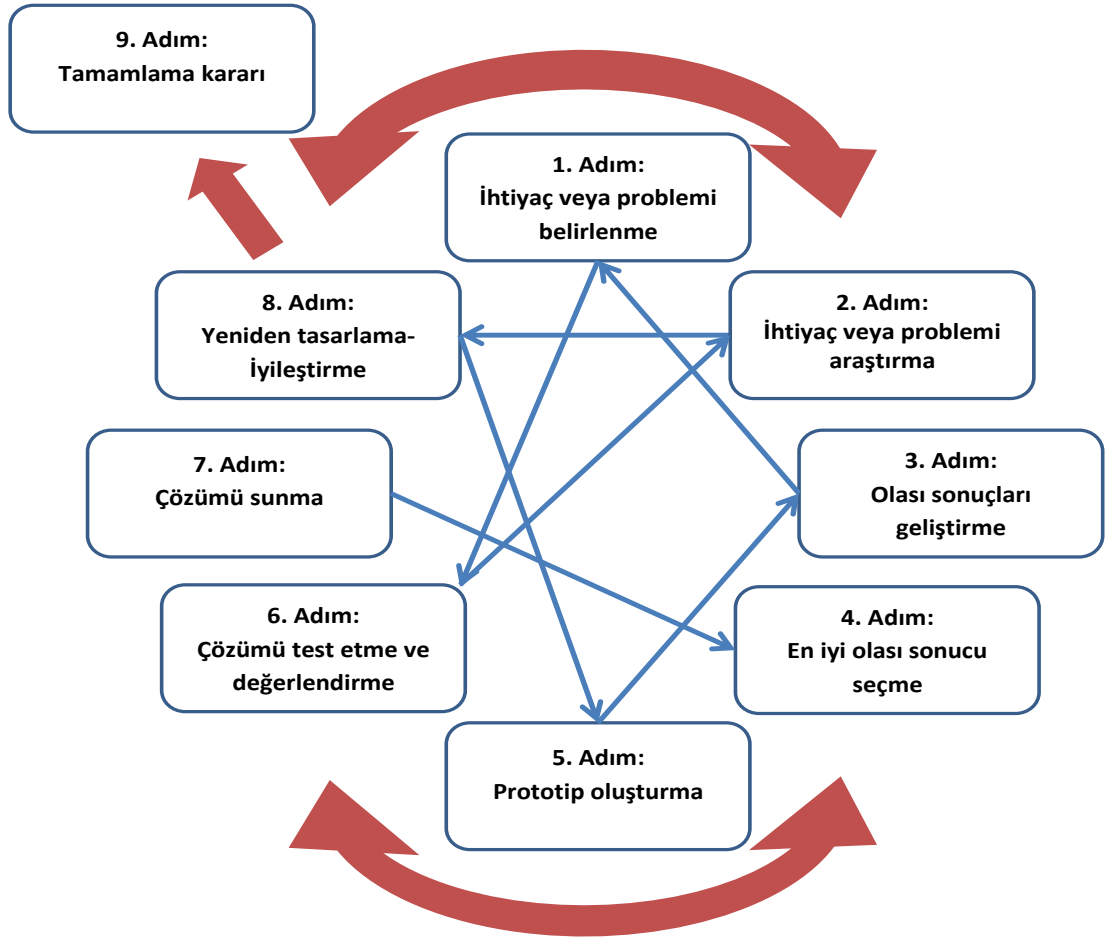 9. Adım:
Tamamlama kararı
1. Adım:
İhtiyaç veya problemi
belirlenme
2. Adım:
İhtiyaç veya problemi
araştırma
3. Adım:
Olası sonuçları
geliştirme
4. Adım:
En iyi olası sonucu
seçme
5. Adım:
Prototip oluşturma
6. Adım:
Çözümü test etme ve
değerlendirme
7. Adım:
Çözümü sunma
8. Adım:
Yeniden tasarlama-
İyileştirme